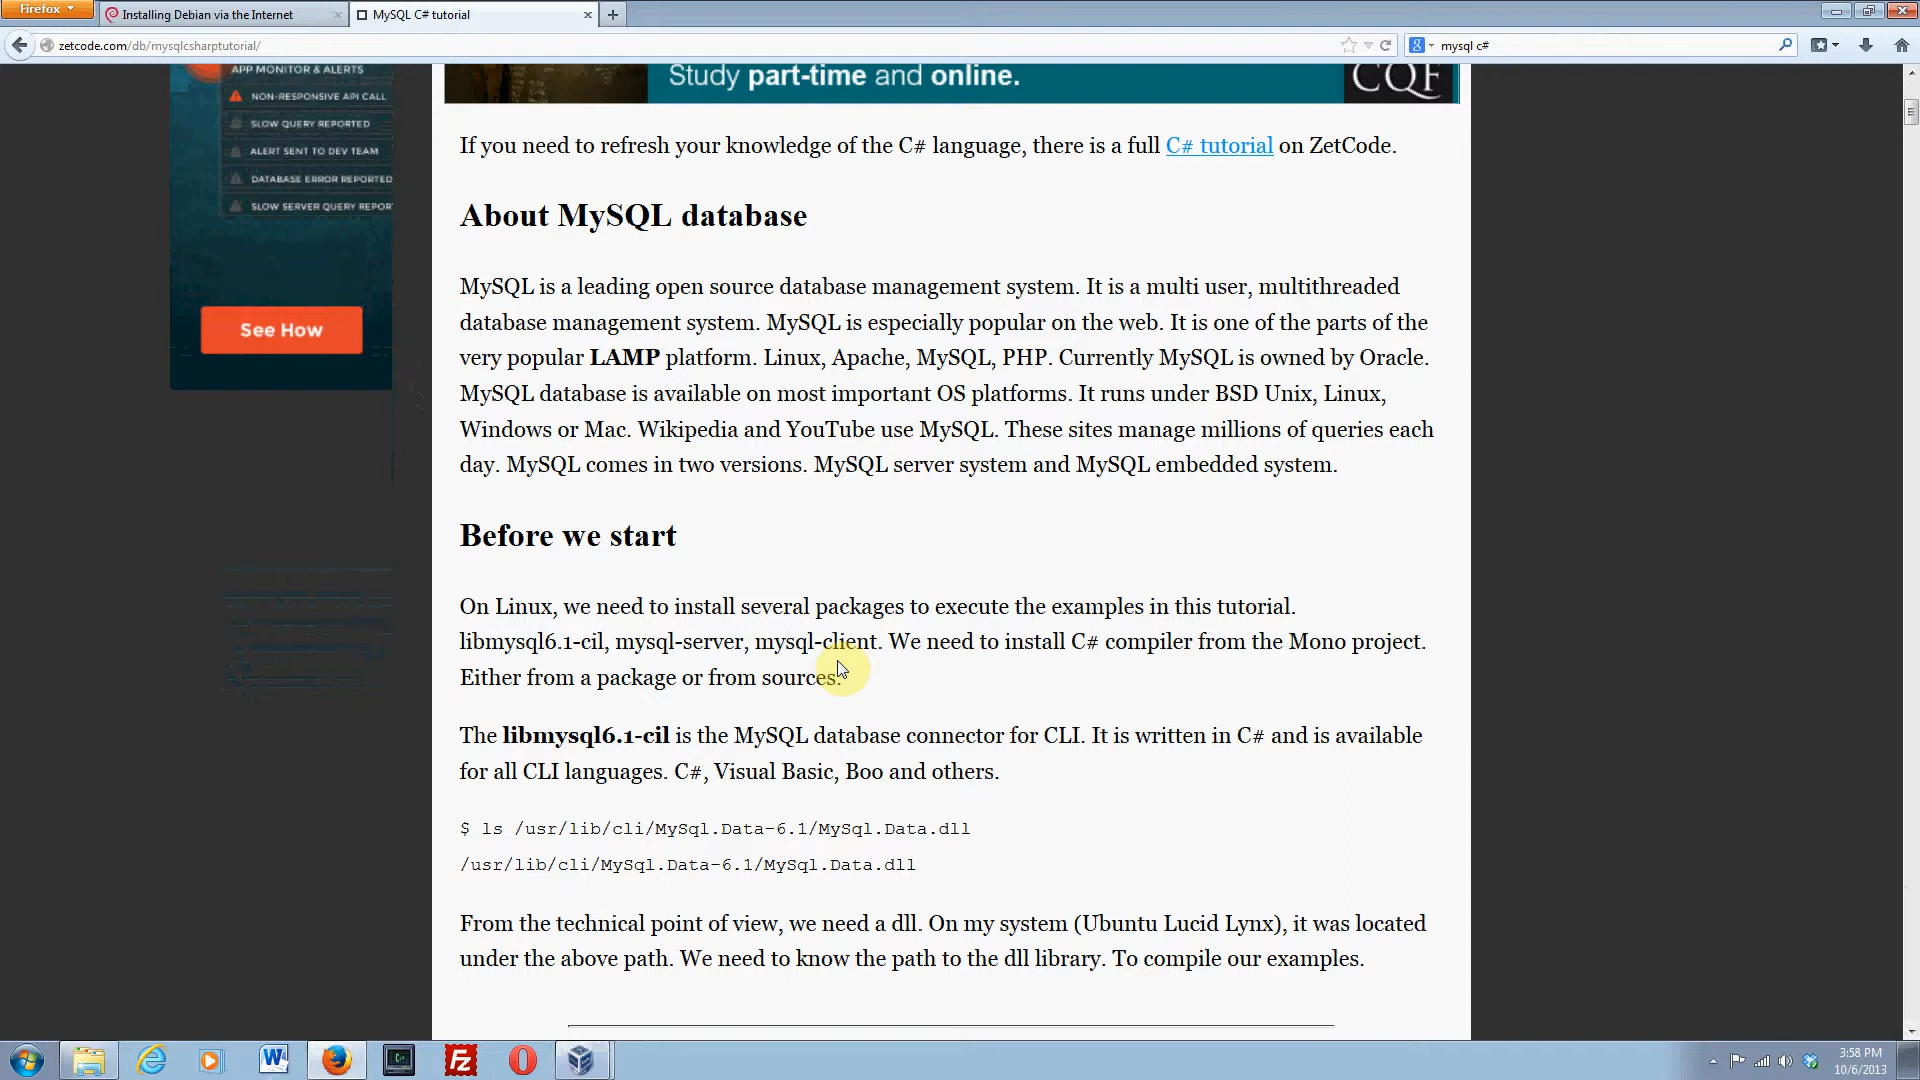 Firefox
Installing Debian via the Internet
MySQL C# tutorial
zetcode.com/db/mysqlcsharptutorial/
mysql c#
APP MONITOR & ALERTS
NON-RESPONSIVE API CALL
SLOW QUERY REPORTED
ALERT SENT TO DEV TEAM
DATABASE ERROR REPORTED
SLOW SERVER QUERY REPOR
See How
Study part-time and online.
CQF
If you need to refresh your knowledge of the C# language, there is a full C# tutorial on ZetCode.
About MySQL database
MySQL is a leading open source database management system. It is a multi user, multithreaded
database management system. MySQL is especially popular on the web. It is one of the parts of the
very popular LAMP platform. Linux, Apache, MySQL, PHP. Currently MySQL is owned by Oracle.
MySQL database is available on most important OS platforms. It runs under BSD Unix, Linux,
Windows or Mac. Wikipedia and YouTube use MySQL. These sites manage millions of queries each
day. MySQL comes in two versions. MySQL server system and MySQL embedded system.
Before we start
On Linux, we need to install several packages to execute the examples in this tutorial.
libmysql6.1-cil, mysql-server, mysql-client. We need to install C# compiler from the Mono project.
Either from a package or from sources.
The libmysql6.1-cil is the MySQL database connector for CLI. It is written in C# and is available
for all CLI languages. C#, Visual Basic, Boo and others.
$ ls /usr/lib/cli/MySql.Data-6.1/MySql.Data.dll
/usr/lib/cli/MySql.Data-6.1/MySql.Data.dll
From the technical point of view, we need a dll. On my system (Ubuntu Lucid Lynx), it was located
under the above path. We need to know the path to the dll library. To compile our examples.
3:58 PM
10/6/2013